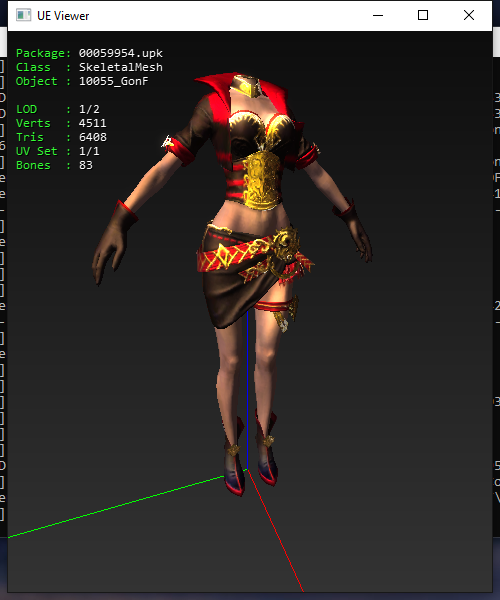 UE Viewer
Package: 00059954.upk
Class  : SkeletalMesh
Object : 10055_GonF
LOD    : 1/2
Verts  : 4511
Tris   : 6408
UV Set : 1/1
Bones  : 83